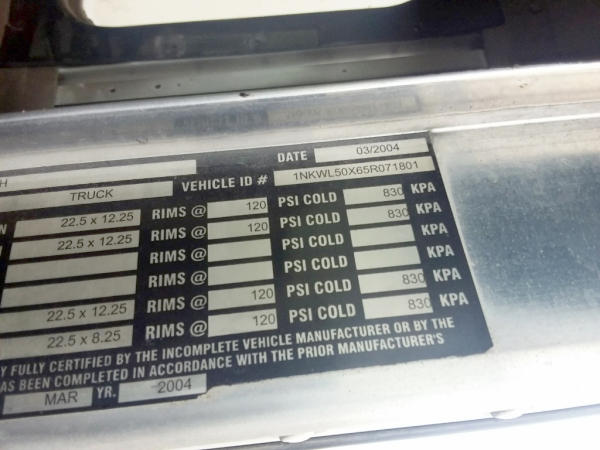 H DATE 03/2004
TRUCK VEHICLE ID # 1NKWL50X65R071801
N 22.5 x 12.25 RIMS @ 120 PSI COLD 830 KPA
22.5 x 12.25 RIMS @ 120 PSI COLD 830 KPA
RIMS @ PSI COLD KPA
RIMS @ PSI COLD KPA
22.5 x 12.25 RIMS @ 120 PSI COLD 830 KPA
22.5 x 8.25 RIMS @ 120 PSI COLD 830 KPA
Y FULLY CERTIFIED BY THE INCOMPLETE VEHICLE MANUFACTURER OR BY THE
HAS BEEN COMPLETED IN ACCORDANCE WITH THE PRIOR MANUFACTURER'S
MAR YR. 2004